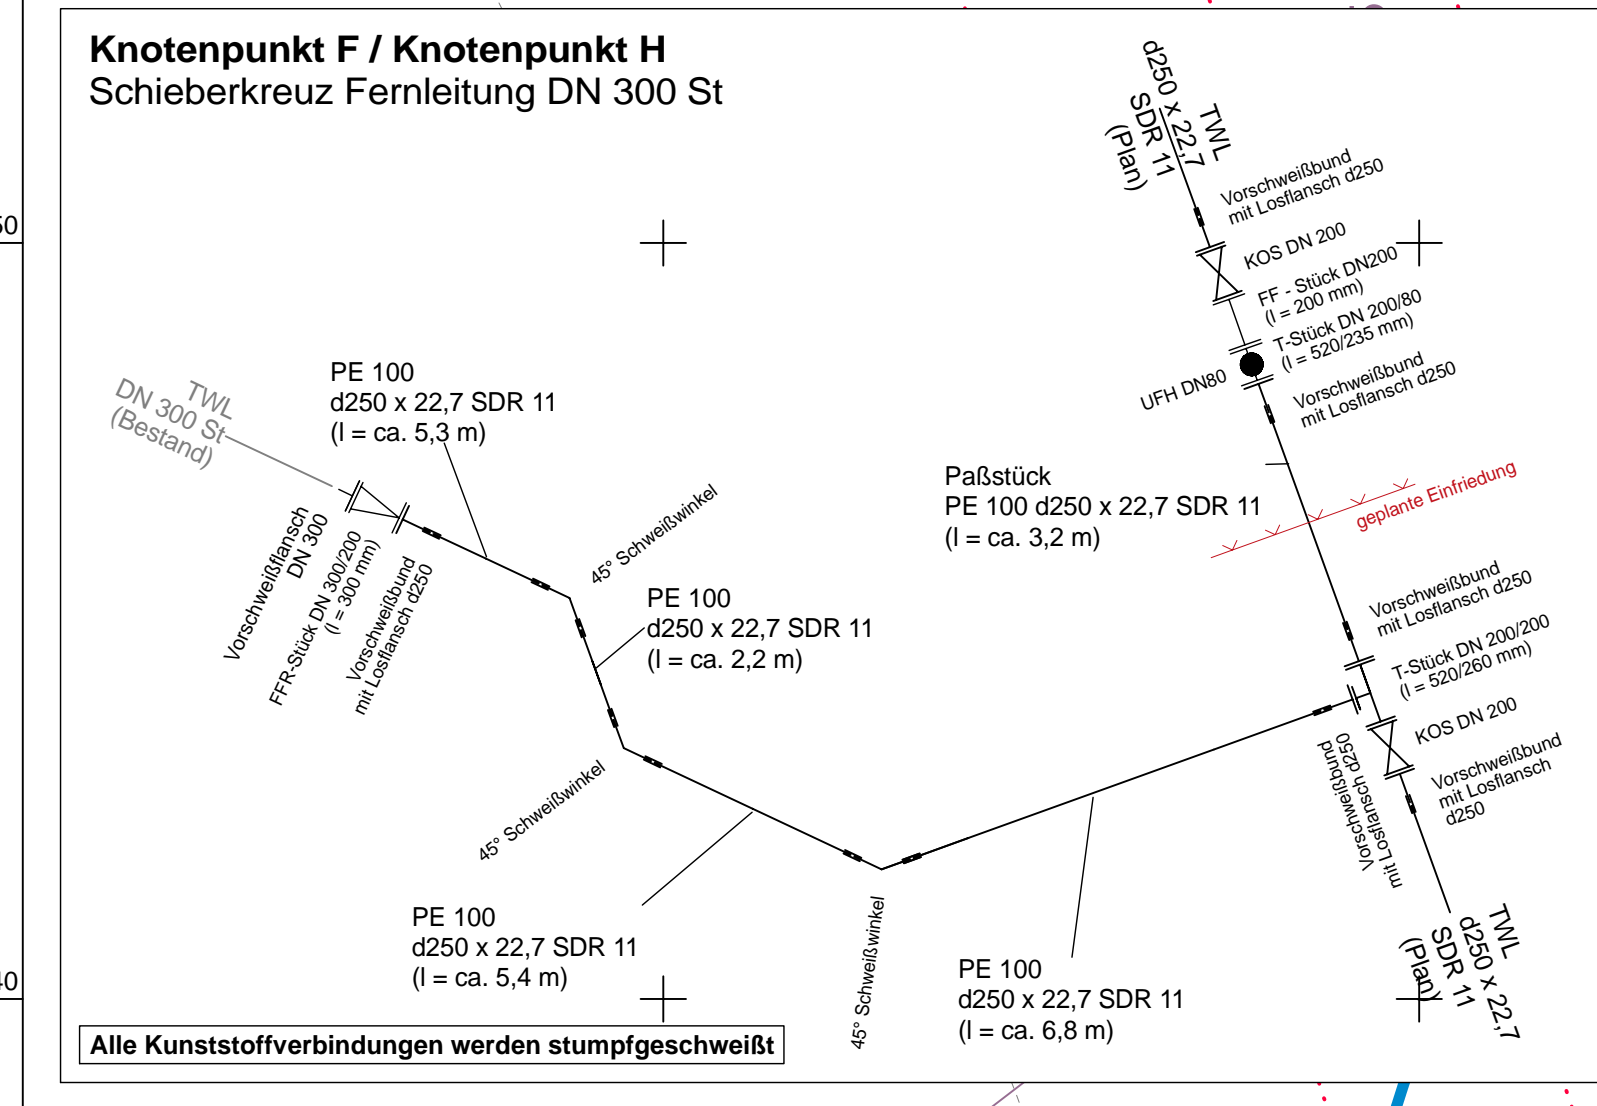 Knotenpunkt F / Knotenpunkt H
Schieberkreuz Fernleitung DN 300 St
TWL
d250 x 22,7
SDR 11
(Plan)
Vorschweißbund
mit Losflansch d250
KOS DN 200
FF - Stück DN200
(l = 200 mm)
T-Stück DN 200/80
(l = 520/235 mm)
UFH DN80
Vorschweißbund
mit Losflansch d250
TWL
DN 300 St
(Bestand)
PE 100
d250 x 22,7 SDR 11
(l = ca. 5,3 m)
Vorschweißflansch
DN 300
FFR-Stück DN 300/200
(l = 300 mm)
Vorschweißbund
mit Losflansch d250
45° Schweißwinkel
PE 100
d250 x 22,7 SDR 11
(l = ca. 2,2 m)
Paßstück
PE 100 d250 x 22,7 SDR 11
(l = ca. 3,2 m)
geplante Einfriedung
Vorschweißbund
mit Losflansch d250
T-Stück DN 200/200
(l = 520/260 mm)
KOS DN 200
Vorschweißbund
mit Losflansch
d250
Vorschweißbund
mit Losflansch d250
45° Schweißwinkel
PE 100
d250 x 22,7 SDR 11
(l = ca. 5,4 m)
45° Schweißwinkel
PE 100
d250 x 22,7 SDR 11
(l = ca. 6,8 m)
TWL
d250 x 22,7
SDR 11
(Plan)
Alle Kunststoffverbindungen werden stumpfgeschweißt